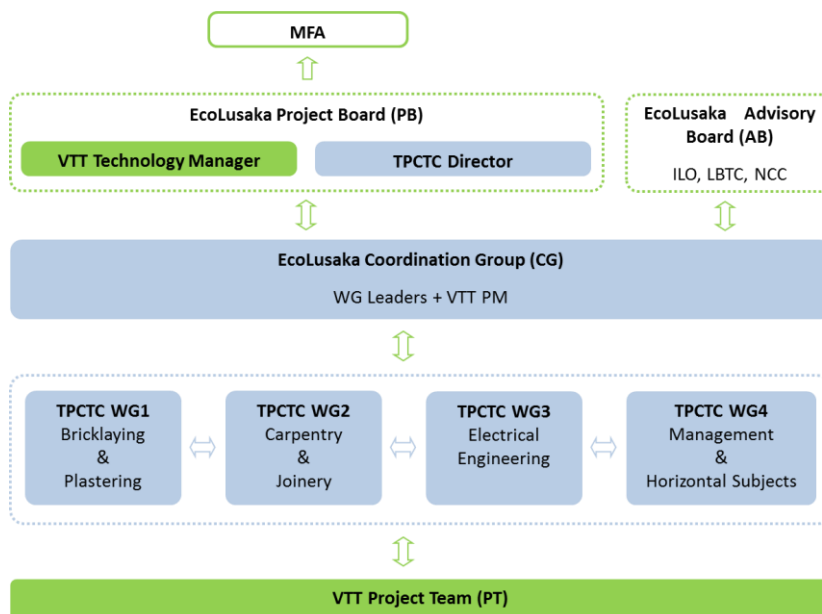 MFA
EcoLusaka Project Board (PB)
VTT Technology Manager
TPCTC Director
EcoLusaka Advisory
Board (AB)
ILO, LBTC, NCC
EcoLusaka Coordination Group (CG)
WG Leaders + VTT PM
TPCTC WG1
Bricklaying
&
Plastering
TPCTC WG2
Carpentry
&
Joinery
TPCTC WG3
Electrical
Engineering
TPCTC WG4
Management
&
Horizontal Subjects
VTT Project Team (PT)